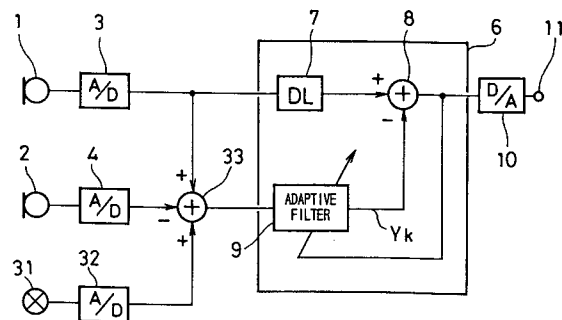 1
3
7
8
6
11
A/D
DL
+
+
-
D/A
10
2
4
+
33
A/D
-
+
+
ADAPTIVE
FILTER
9
Yk
31
32
A/D